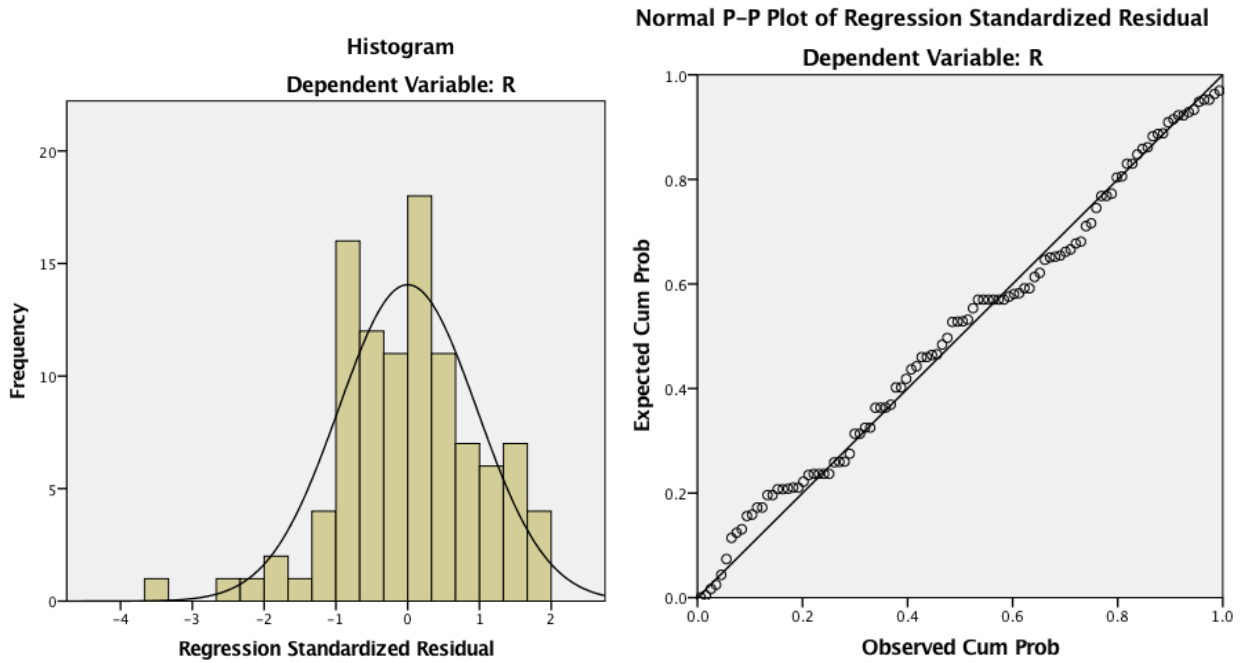 Histogram
Dependent Variable: R
20
15
10
5
0
-4 -3 -2 -1 0 1 2
Frequency
Regression Standardized Residual
Normal P-P Plot of Regression Standardized Residual
Dependent Variable: R
1.0
0.8
0.6
0.4
0.2
0.0
0.0 0.2 0.4 0.6 0.8 1.0
Expected Cum Prob
Observed Cum Prob